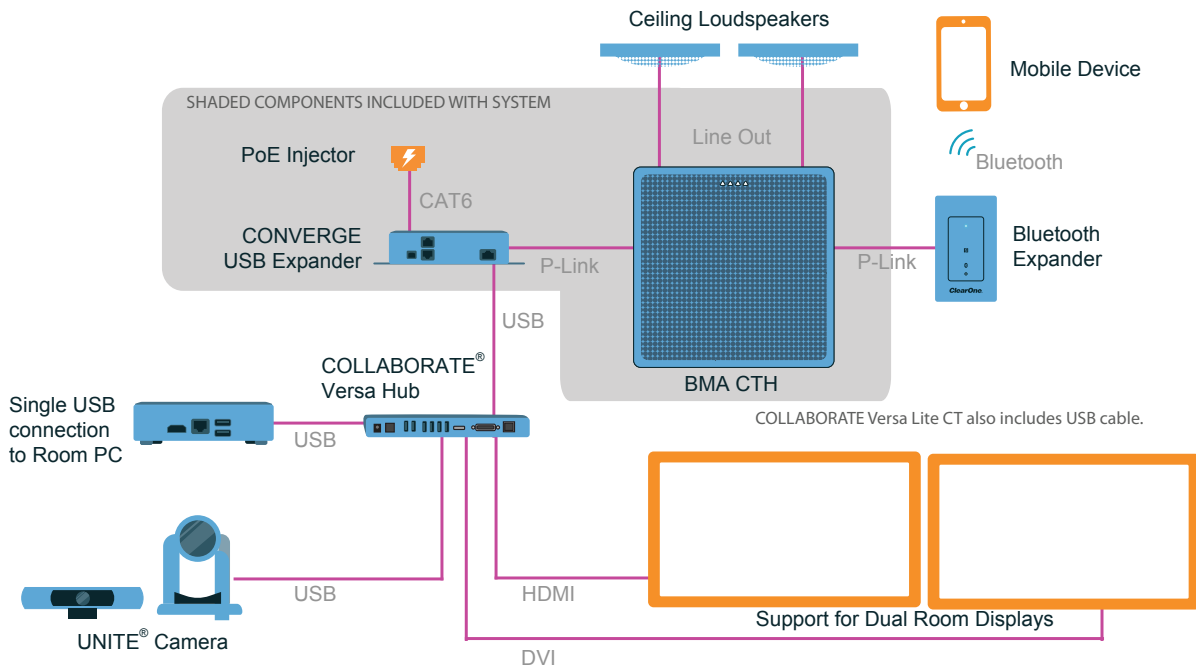 Ceiling Loudspeakers
Mobile Device
SHADED COMPONENTS INCLUDED WITH SYSTEM
PoE Injector
Line Out
Bluetooth
CAT6
CONVERGE
USB Expander
P-Link
P-Link
Bluetooth
Expander
ClearOne
USB
COLLABORATE®
Versa Hub
BMA CTH
Single USB
connection
to Room PC
USB
COLLABORATE Versa Lite CT also includes USB cable.
USB
HDMI
Support for Dual Room Displays
UNITE® Camera
DVI